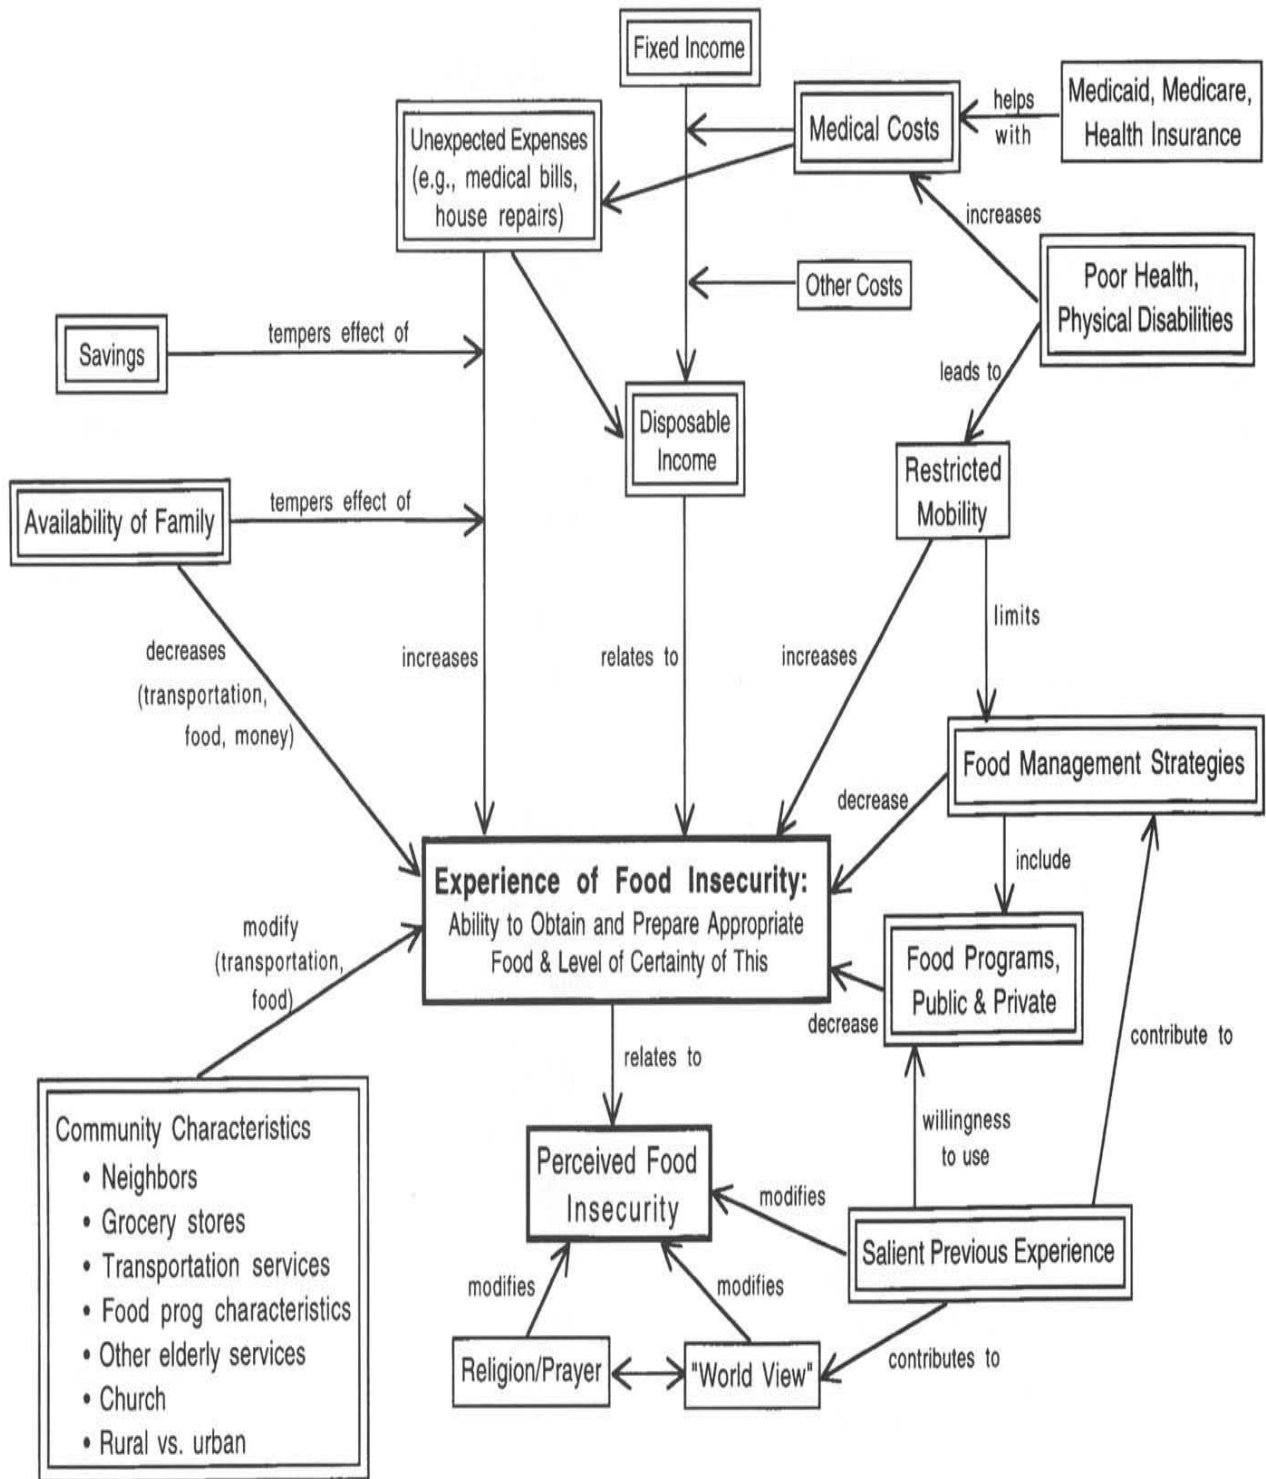 Fixed Income
Medical Costs
helps
with
Medicaid, Medicare,
Health Insurance
Unexpected Expenses
(e.g., medical bills,
house repairs)
increases
Poor Health,
Physical Disabilities
Other Costs
Savings
tempers effect of
leads to
Disposable
Income
Restricted
Mobility
Availability of Family
tempers effect of
limits
decreases
(transportation,
food, money)
increases
relates to
increases
Food Management Strategies
decrease
include
Experience of Food Insecurity:
Ability to Obtain and Prepare Appropriate
Food & Level of Certainty of This
modify
(transportation,
food)
Food Programs,
Public & Private
decrease
contribute to
relates to
willingness
to use
Community Characteristics
• Neighbors
• Grocery stores
• Transportation services
• Food prog characteristics
• Other elderly services
• Church
• Rural vs. urban
Perceived Food
Insecurity
modifies
Salient Previous Experience
modifies
modifies
contributes to
Religion/Prayer
"World View"